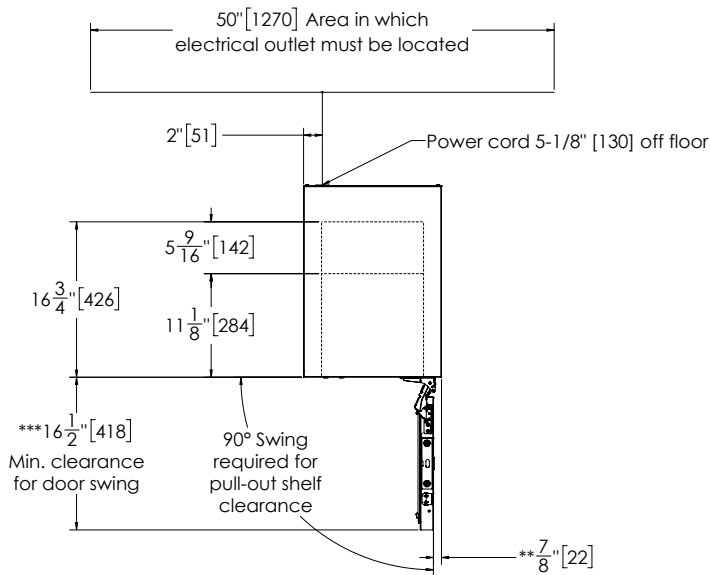 50"[1270] Area in which
electrical outlet must be located
2"[51]
Power cord 5-1/8" [130] off floor
5 9/16"[142]
16 3/4"[426]
11 1/8"[284]
***16 1/2"[418]
Min. clearance
for door swing
90° Swing
required for
pull-out shelf
clearance
**7/8"[22]